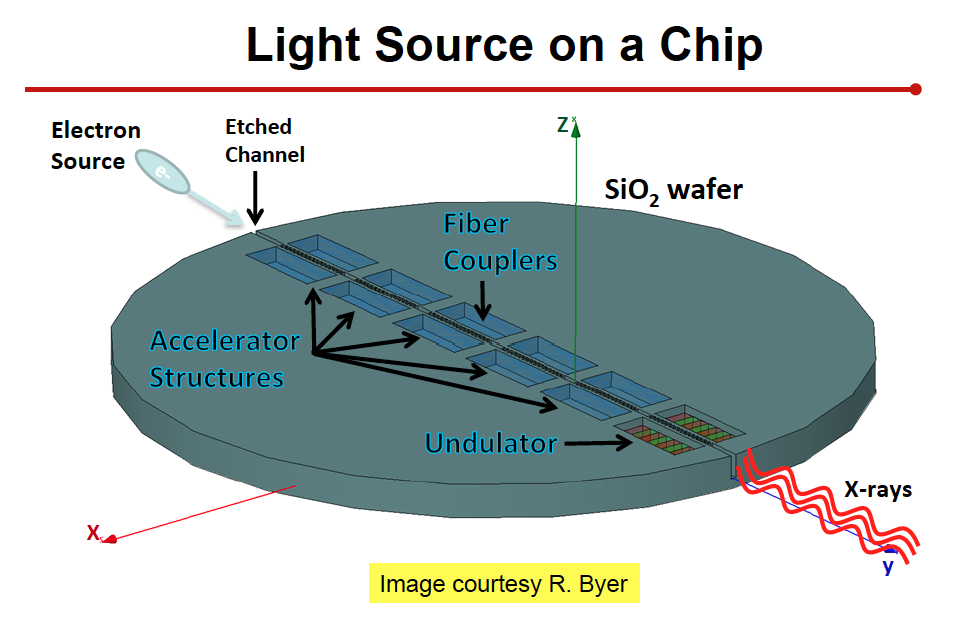 Light Source on a Chip
Electron
Source
e-
Etched
Channel
Z
SiO₂ wafer
Fiber
Couplers
Accelerator
Structures
Undulator
X-rays
X
y
Image courtesy R. Byer